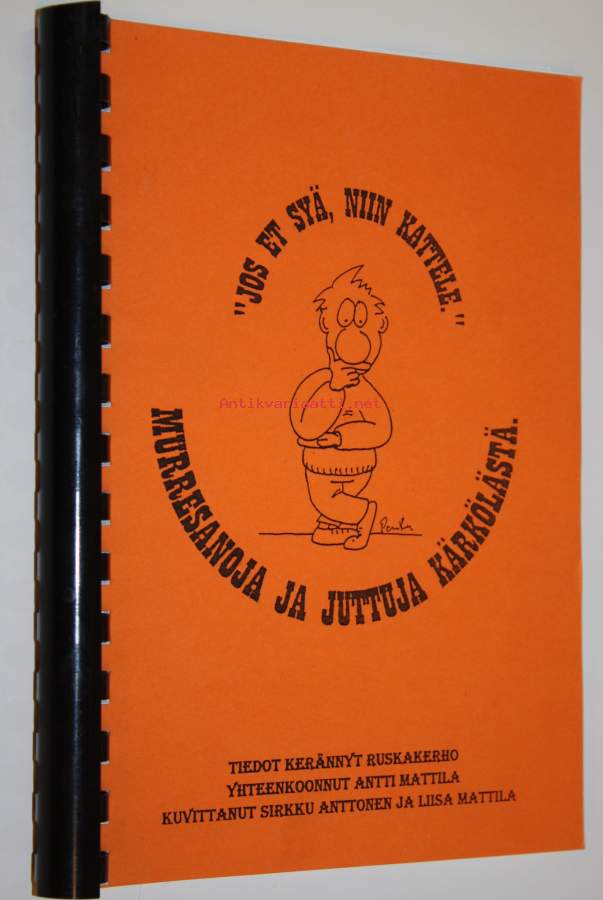 "JOS ET SYÄ, NIIN KATTELE."
Antikvariaatti.net
MURRESANOJA JA JUTTUJA KÄRKÖLÄSTÄ.
TIEDOT KERÄNNYT RUSKAKERHO
YHTEENKOONNUT ANTTI MATTILA
KUVITTANUT SIRKKU ANTTONEN JA LIISA MATTILA